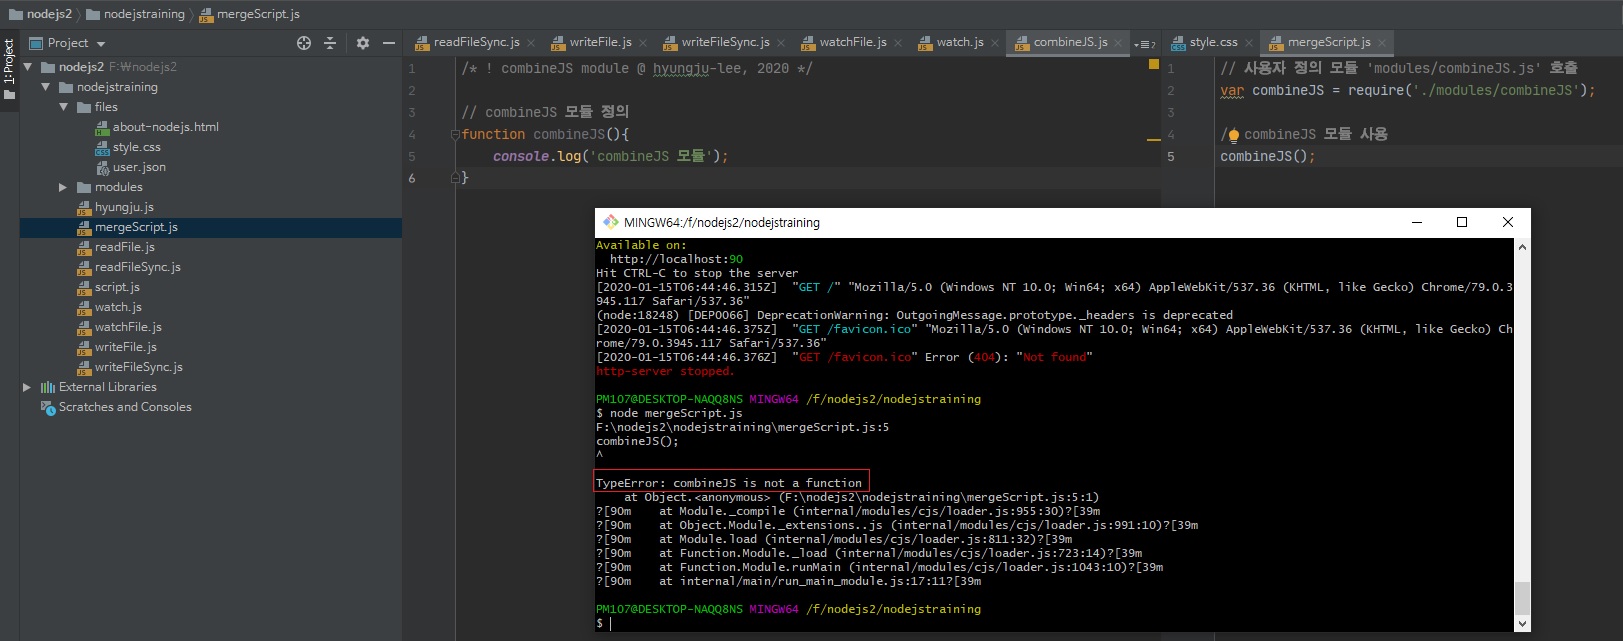 nodejs2 nodejstraining mergeScript.js
1: Project
Project
nodejs2 F:₩nodejs2
nodejstraining
files
about-nodejs.html
style.css
user.json
modules
hyungju.js
mergeScript.js
readFile.js
readFileSync.js
script.js
watch.js
watchFile.js
writeFile.js
writeFileSync.js
External Libraries
Scratches and Consoles
readFileSync.js writeFile.js writeFileSync.js watchFile.js watch.js combineJS.js
1 /* ! combineJS module @ hyungju-lee, 2020 */
2
3 // combineJS 모듈 정의
4 function combineJS(){
5 console.log('combineJS 모듈');
6 }
style.css mergeScript.js
1 // 사용자 정의 모듈 'modules/combineJS.js' 호출
2 var combineJS = require('./modules/combineJS');
3
4 / combineJS 모듈 사용
5 combineJS();
MINGW64:/f/nodejs2/nodejstraining
Available on:
http://localhost:90
Hit CTRL-C to stop the server
[2020-01-15T06:44:46.315Z] "GET /" "Mozilla/5.0 (Windows NT 10.0; Win64; x64) AppleWebKit/537.36 (KHTML, like Gecko) Chrome/79.0.3
945.117 Safari/537.36"
(node:18248) [DEP0066] DeprecationWarning: OutgoingMessage.prototype._headers is deprecated
[2020-01-15T06:44:46.375Z] "GET /favicon.ico" "Mozilla/5.0 (Windows NT 10.0; Win64; x64) AppleWebKit/537.36 (KHTML, like Gecko) Ch
rome/79.0.3945.117 Safari/537.36"
[2020-01-15T06:44:46.376Z] "GET /favicon.ico" Error (404): "Not found"
http-server stopped.
PM107@DESKTOP-NAQQ8NS MINGW64 /f/nodejs2/nodejstraining
$ node mergeScript.js
F:\nodejs2\nodejstraining\mergeScript.js:5
combineJS();
^
TypeError: combineJS is not a function
at Object.<anonymous> (F:\nodejs2\nodejstraining\mergeScript.js:5:1)
?[90m at Module._compile (internal/modules/cjs/loader.js:955:30)?[39m
?[90m at Object.Module._extensions..js (internal/modules/cjs/loader.js:991:10)?[39m
?[90m at Module.load (internal/modules/cjs/loader.js:811:32)?[39m
?[90m at Function.Module._load (internal/modules/cjs/loader.js:723:14)?[39m
?[90m at Function.Module.runMain (internal/modules/cjs/loader.js:1043:10)?[39m
?[90m at internal/main/run_main_module.js:17:11?[39m
PM107@DESKTOP-NAQQ8NS MINGW64 /f/nodejs2/nodejstraining
$